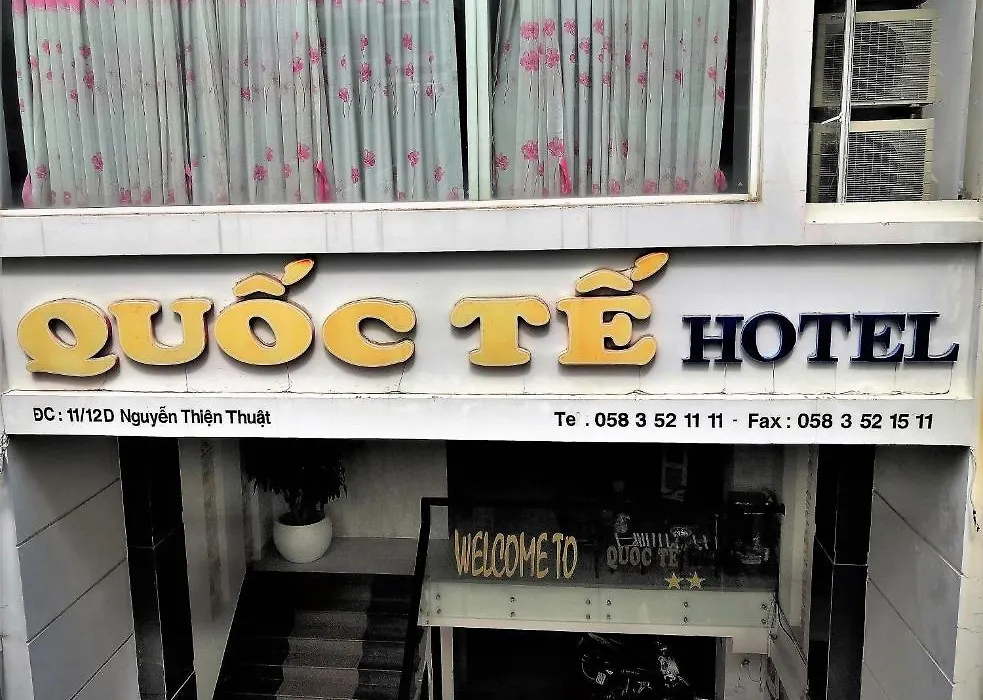 QUỐC TẾ HOTEL
ĐC : 11/12D Nguyễn Thiện Thuật
Te . 058 3 52 11 11 - Fax : 058 3 52 15 11
WELCOME TO QUỐC TẾ